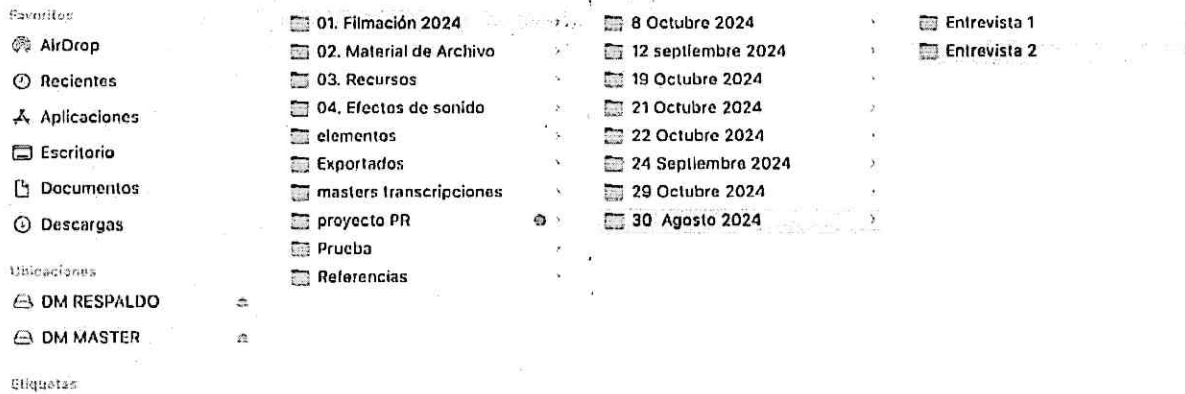 Favoritos
AirDrop
Recientes
Aplicaciones
Escritorio
Documentos
Descargas
Ubicaciones
DM RESPALDO
DM MASTER
Etiquetas
01. Filmación 2024
02. Material de Archivo
03. Recursos
04. Efectos de sonido
elementos
Exportados
masters transcripciones
proyecto PR
Prueba
Referencias
8 Octubre 2024
12 septiembre 2024
19 Octubre 2024
21 Octubre 2024
22 Octubre 2024
24 Septiembre 2024
29 Octubre 2024
30 Agosto 2024
Entrevista 1
Entrevista 2